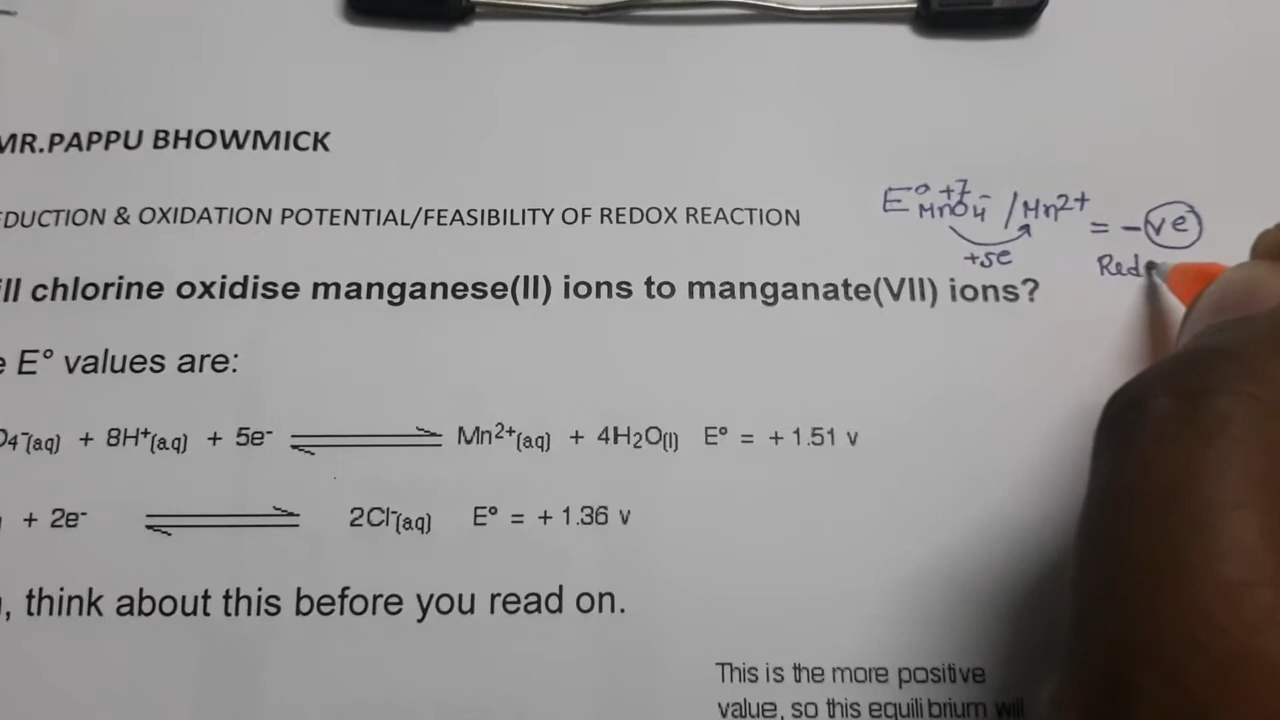 MR.PAPPU BHOWMICK
E° +7 MnO4- / Mn2+ = -ve
+5e
EDUCTION & OXIDATION POTENTIAL/FEASIBILITY OF REDOX REACTION
Red
ill chlorine oxidise manganese(II) ions to manganate(VII) ions?
e E° values are:
O4-(aq) + 8H+(aq) + 5e- ⇌ Mn2+(aq) + 4H2O(l) E° = +1.51 v
+ 2e- ⇌ 2Cl-(aq) E° = +1.36 v
, think about this before you read on.
This is the more positive
value, so this equilibrium will